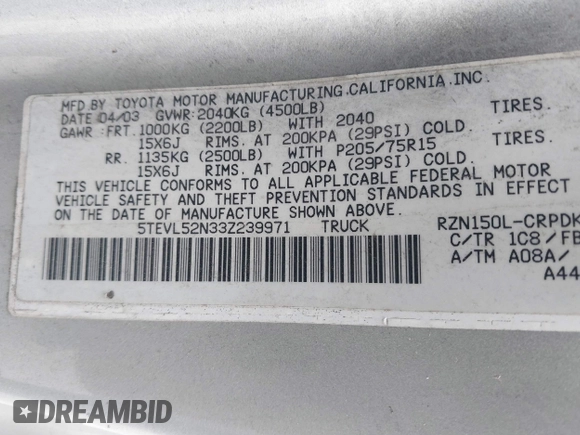 MFD BY TOYOTA MOTOR MANUFACTURING.CALIFORNIA.INC.
DATE 04/03 GVWR:2040KG (4500LB)
GAWR :FRT. 1000KG (2200LB) WITH 2040 TIRES.
15X6J RIMS. AT 200KPA (29PSI) COLD.
RR. 1135KG (2500LB) WITH P205/75R15 TIRES.
15X6J RIMS. AT 200KPA (29PSI) COLD.
THIS VEHICLE CONFORMS TO ALL APPLICABLE FEDERAL MOTOR
VEHICLE SAFETY AND THEFT PREVENTION STANDARDS IN EFFECT
ON THE DATE OF MANUFACTURE SHOWN ABOVE.
5TEVL52N33Z239971 TRUCK RZN150L-CRPDK
C/TR 1C8/FB
A/TM A08A/
A44
DREAMBID